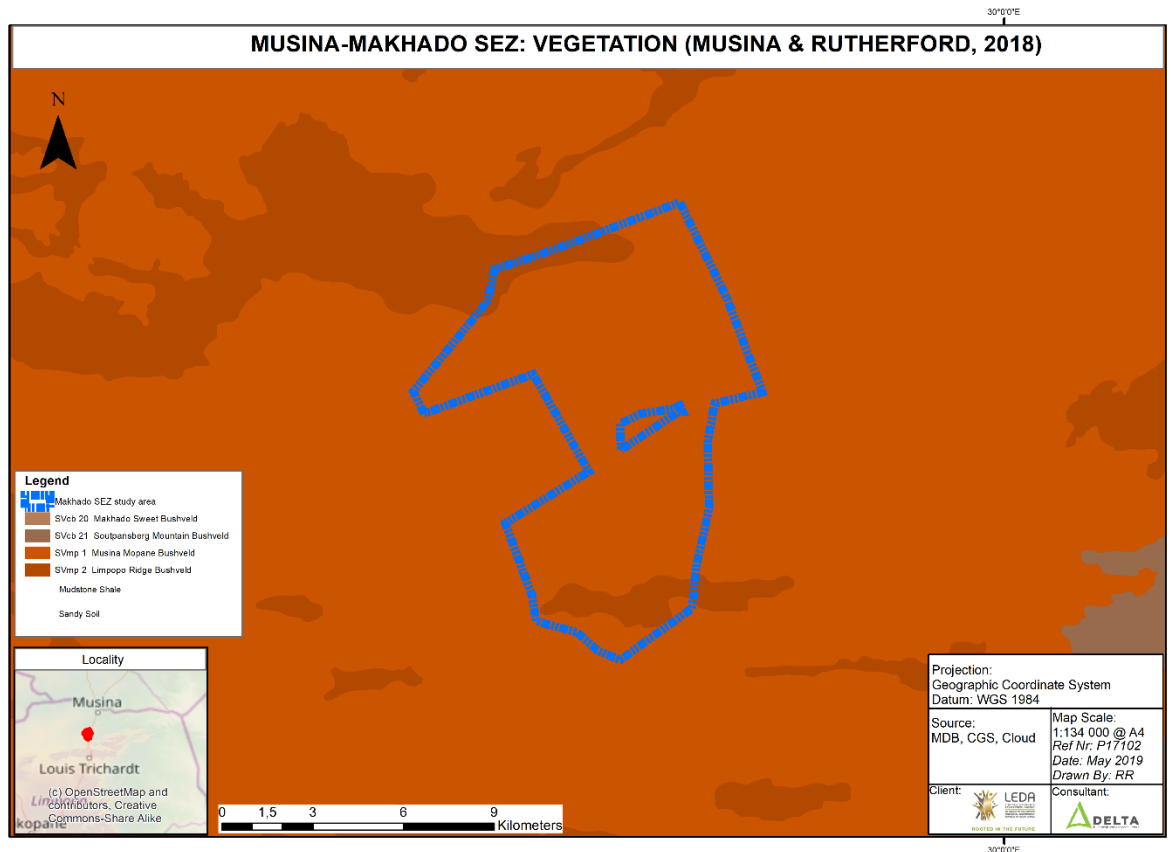 30°0'0"E
MUSINA-MAKHADO SEZ: VEGETATION (MUSINA & RUTHERFORD, 2018)
N
Legend
Makhado SEZ study area
SVcb 20 Makhado Sweet Bushveld
SVcb 21 Soutpansberg Mountain Bushveld
SVmp 1 Musina Mopane Bushveld
SVmp 2 Limpopo Ridge Bushveld
Mudstone Shale
Sandy Soil
Locality
Musina
Louis Trichardt
(c) OpenStreetMap and
contributors, Creative
Commons-Share Alike
kopane
0 1,5 3 6 9
Kilometers
Projection:
Geographic Coordinate System
Datum: WGS 1984
Source:
MDB, CGS, Cloud
Map Scale:
1:134 000 @ A4
Ref Nr: P17102
Date: May 2019
Drawn By: RR
Client:
LEDA
ROOTED IN THE FUTURE
Consultant:
DELTA
30°0'0"E